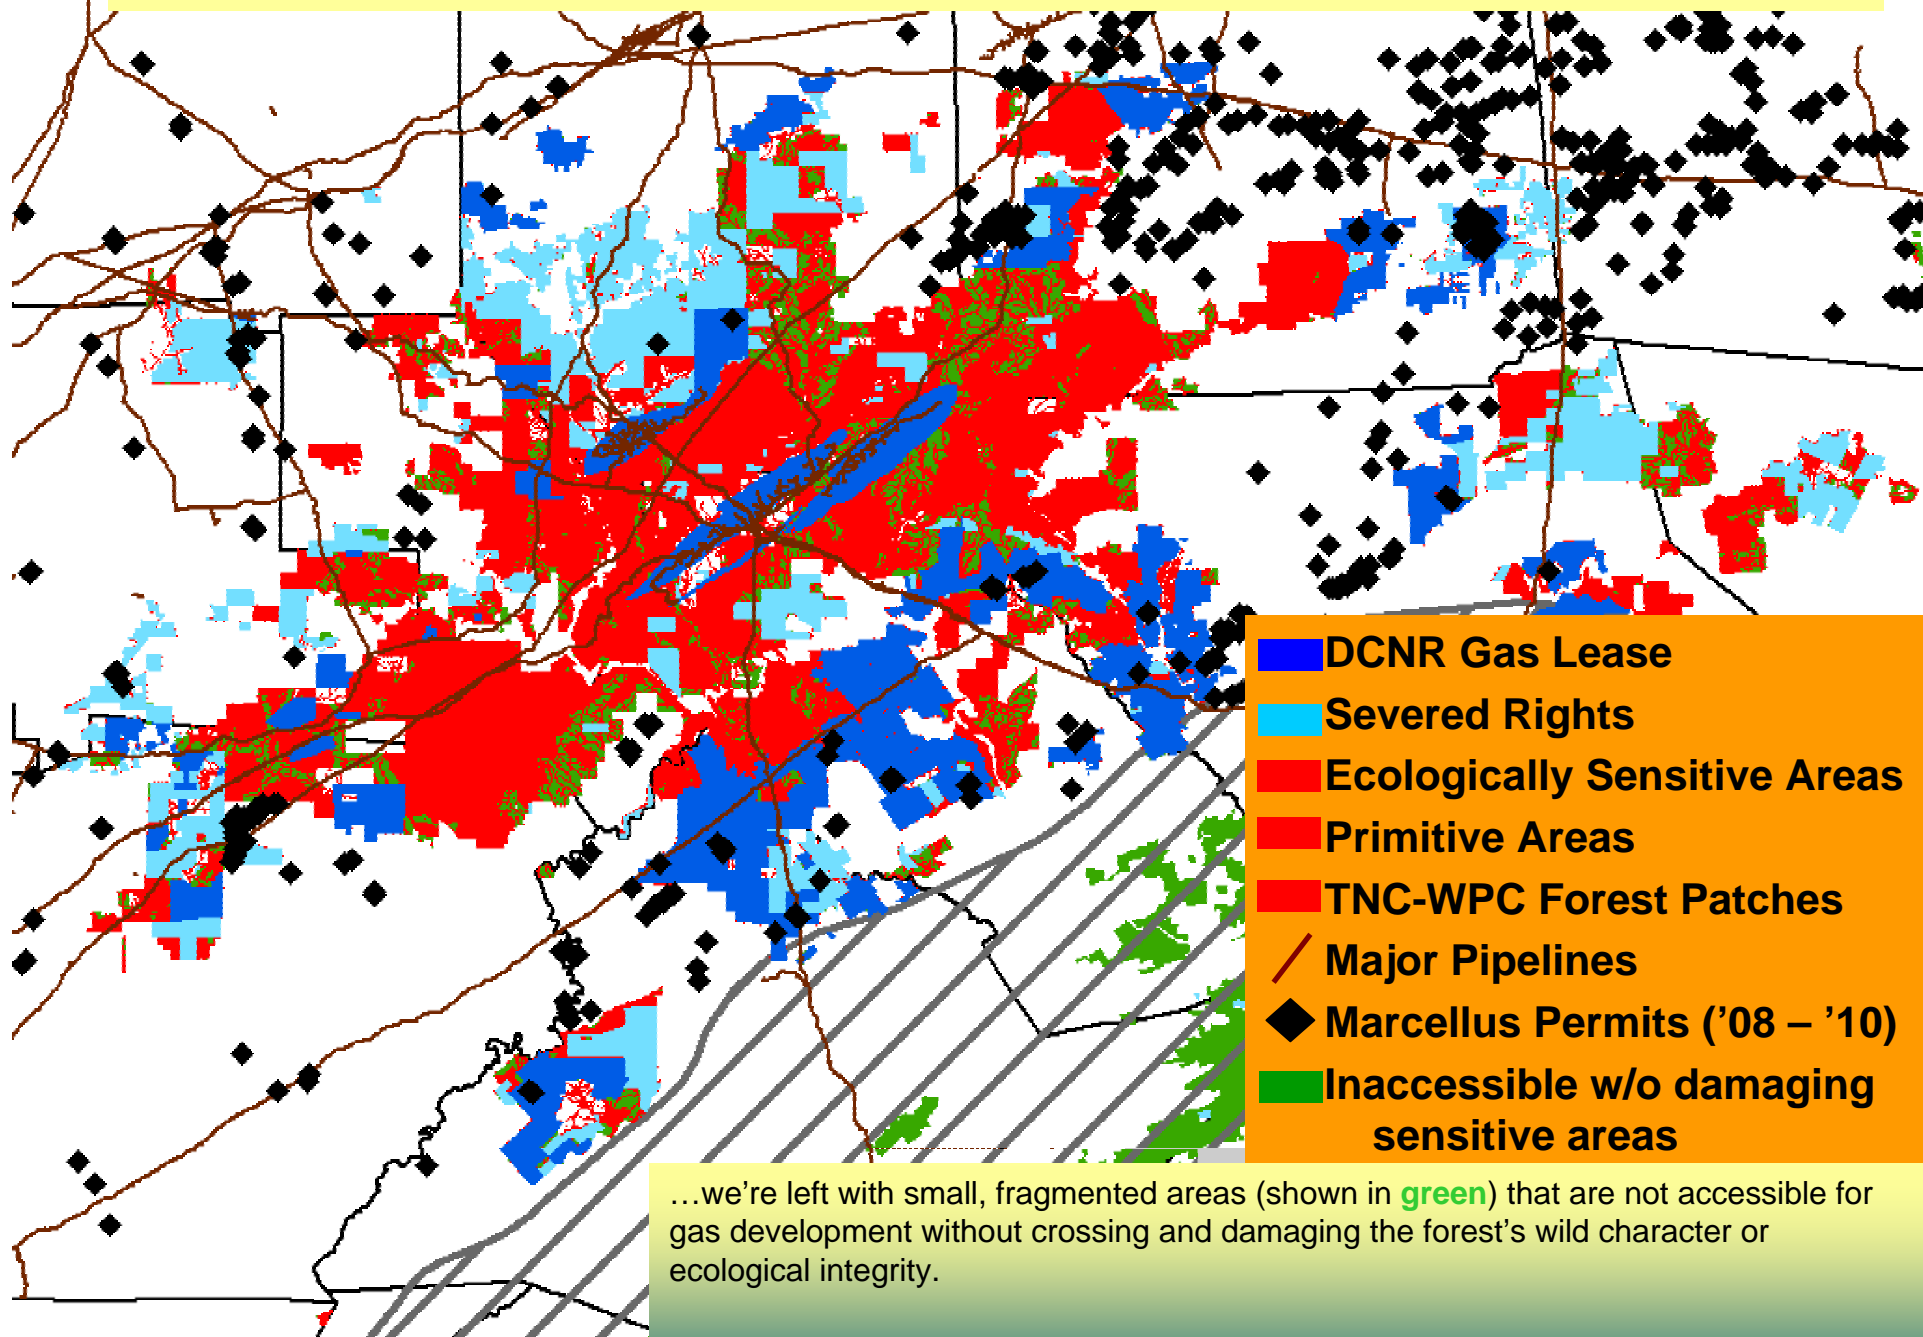 DCNR Gas Lease
Severed Rights
Ecologically Sensitive Areas
Primitive Areas
TNC-WPC Forest Patches
Major Pipelines
Marcellus Permits (’08 – ’10)
Inaccessible w/o damaging
sensitive areas
…we’re left with small, fragmented areas (shown in green) that are not accessible for
gas development without crossing and damaging the forest’s wild character or
ecological integrity.